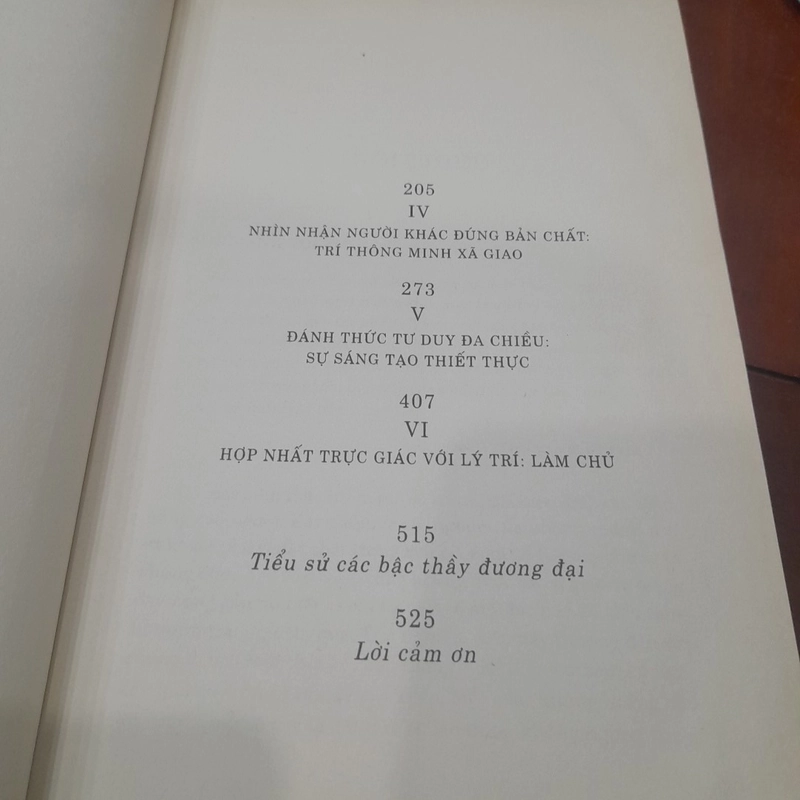 205
IV
NHÌN NHẬN NGƯỜI KHÁC ĐÚNG BẢN CHẤT:
TRÍ THÔNG MINH XÃ GIAO
273
V
ĐÁNH THỨC TƯ DUY ĐA CHIỀU:
SỰ SÁNG TẠO THIẾT THỰC
407
VI
HỢP NHẤT TRỰC GIÁC VỚI LÝ TRÍ: LÀM CHỦ
515
Tiểu sử các bậc thầy đương đại
525
Lời cảm ơn